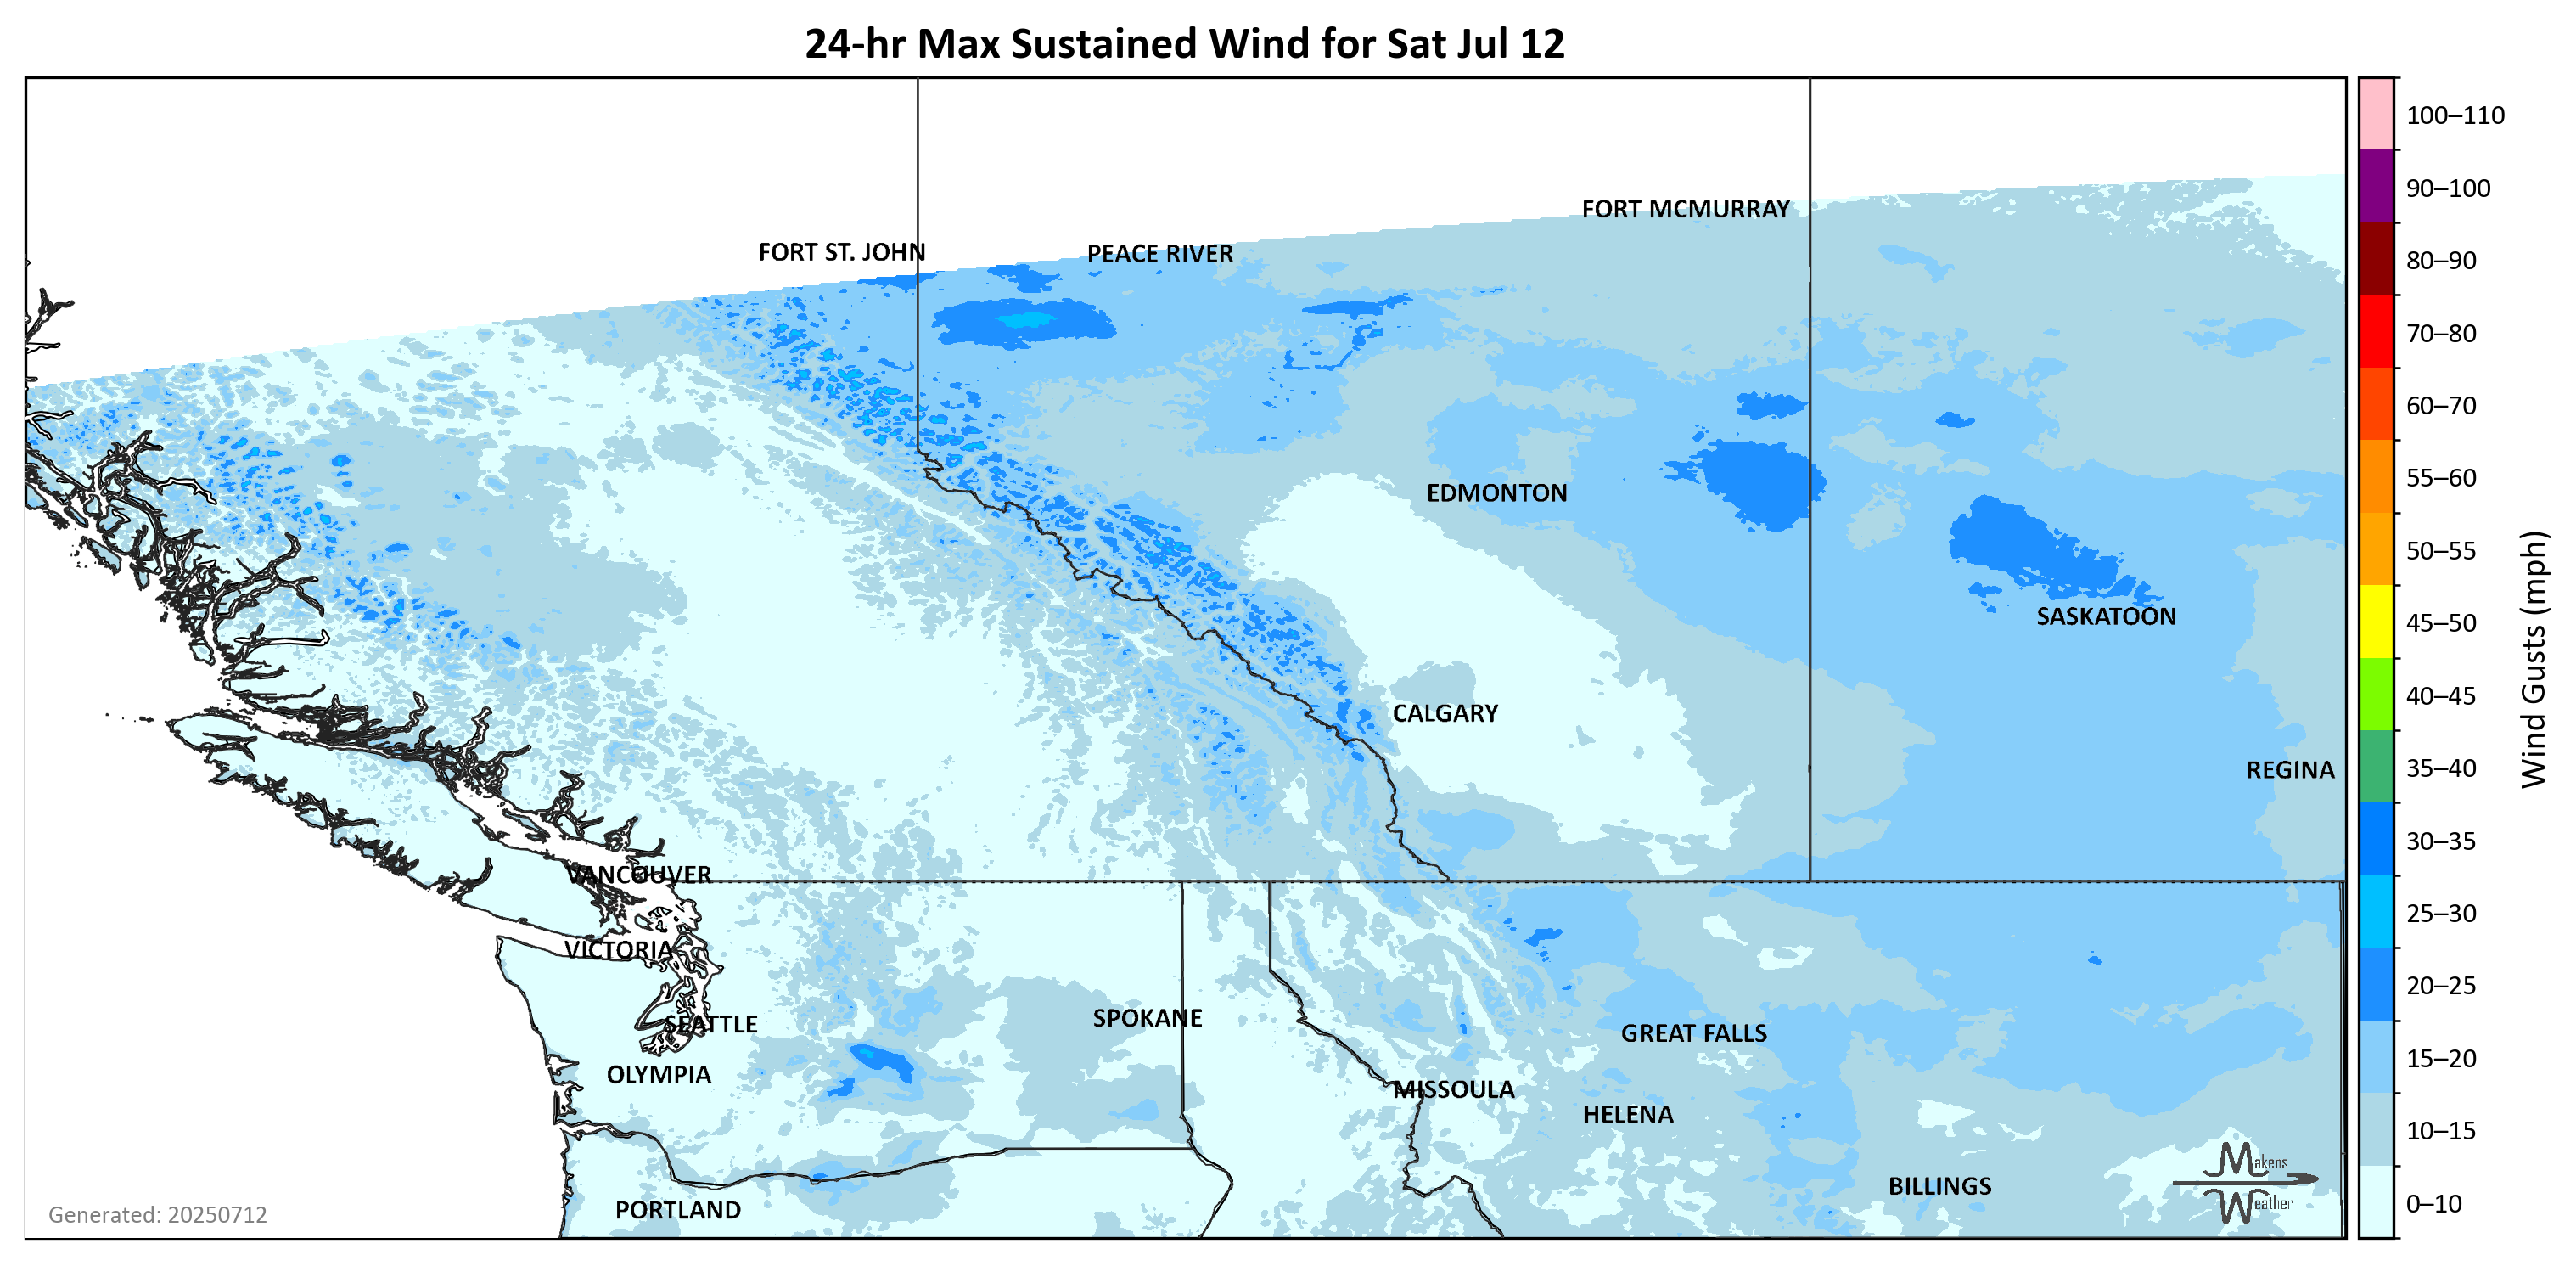 24-hr Max Sustained Wind for Sat Jul 12
100–110
90–100
80–90
70–80
60–70
55–60
50–55
45–50
40–45
35–40
30–35
25–30
20–25
15–20
10–15
0–10
Wind Gusts (mph)
FORT MCMURRAY
FORT ST. JOHN
PEACE RIVER
EDMONTON
SASKATOON
CALGARY
REGINA
VANCOUVER
VICTORIA
SEATTLE
SPOKANE
GREAT FALLS
OLYMPIA
MISSOULA
HELENA
BILLINGS
PORTLAND
Makens
Weather
Generated: 20250712